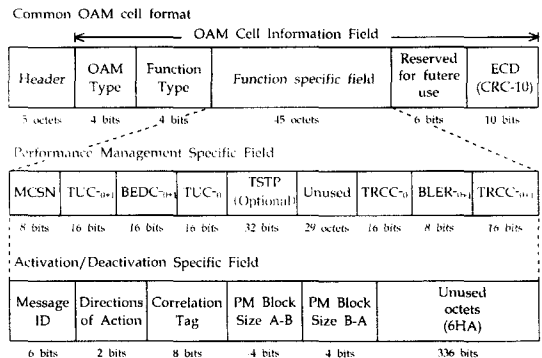 Common OAM cell format
OAM Cell Information Field
Header
OAM Type
Function Type
Function specific field
Reserved for futere use
ECD (CRC-10)
5 octets
4 bits
4 bits
45 octets
6 bits
10 bits
Performance Management Specific Field
MCSN
TUC-0+1
BEDC-0+1
TUC-0
TSTP (Optional)
Unused
TRCC-0
BLER-0+1
TRCC-0+1
8 bits
16 bits
16 bits
16 bits
32 bits
29 octets
16 bits
8 bits
16 bits
Activation/Deactivation Specific Field
Message ID
Directions of Action
Correlation Tag
PM Block Size A-B
PM Block Size B-A
Unused octets (6HA)
6 bits
2 bits
8 bits
4 bits
4 bits
336 bits